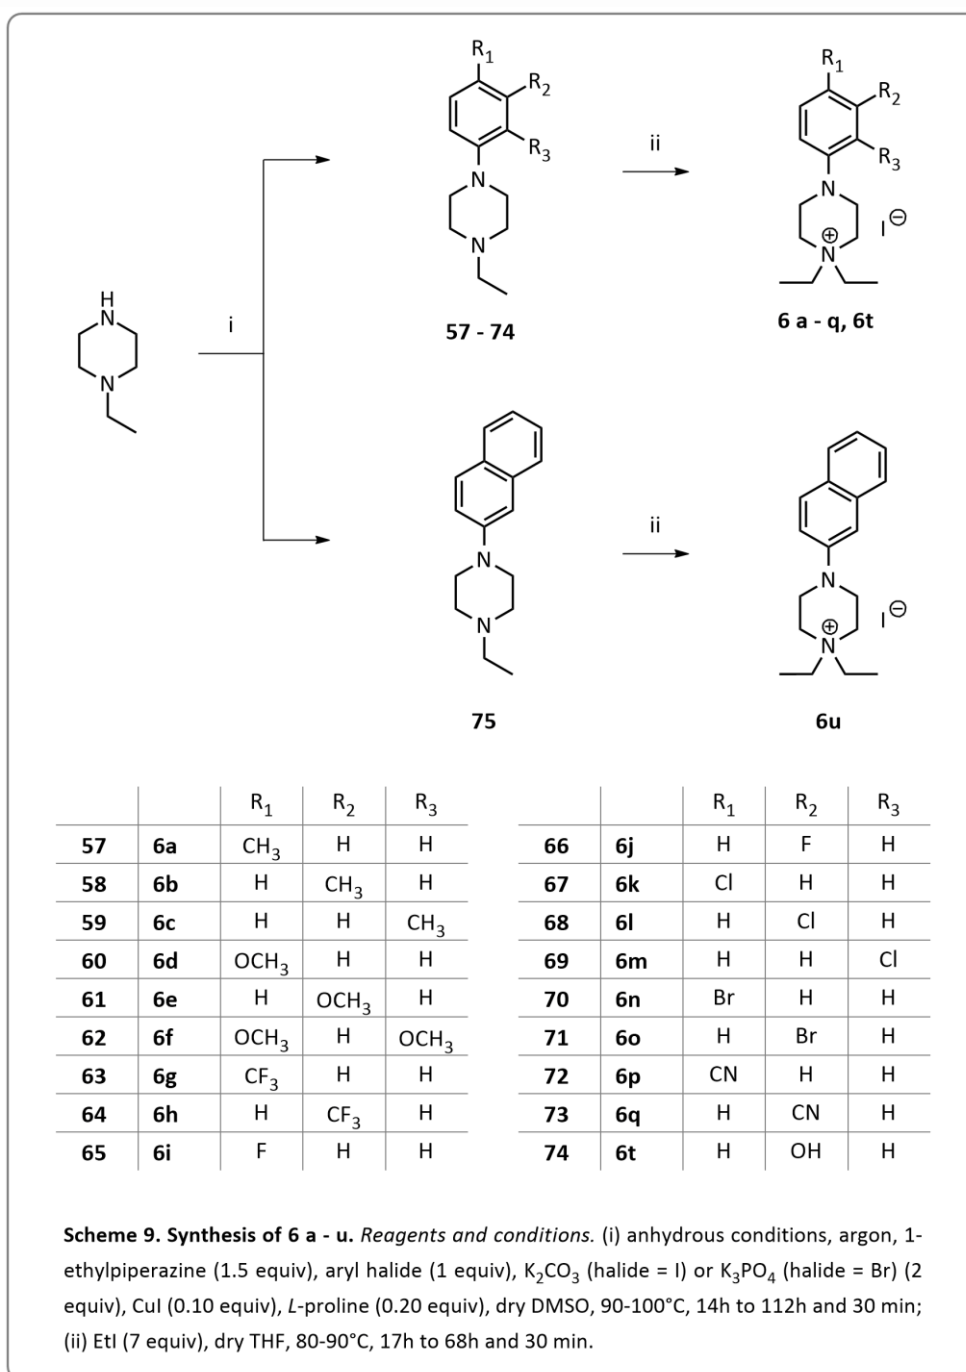 R1
R2
R3
N
N
57 - 74
ii
R1
R2
R3
N
⊕
N
I⊖
6 a - q, 6t
H
N
N
i
N
N
75
ii
N
⊕
N
I⊖
6u
R1 R2 R3
57 6a CH3 H H
58 6b H CH3 H
59 6c H H CH3
60 6d OCH3 H H
61 6e H OCH3 H
62 6f OCH3 H OCH3
63 6g CF3 H H
64 6h H CF3 H
65 6i F H H
R1 R2 R3
66 6j H F H
67 6k Cl H H
68 6l H Cl H
69 6m H H Cl
70 6n Br H H
71 6o H Br H
72 6p CN H H
73 6q H CN H
74 6t H OH H
Scheme 9. Synthesis of 6 a - u. Reagents and conditions. (i) anhydrous conditions, argon, 1-
ethylpiperazine (1.5 equiv), aryl halide (1 equiv), K2CO3 (halide = I) or K3PO4 (halide = Br) (2
equiv), CuI (0.10 equiv), L-proline (0.20 equiv), dry DMSO, 90-100°C, 14h to 112h and 30 min;
(ii) EtI (7 equiv), dry THF, 80-90°C, 17h to 68h and 30 min.